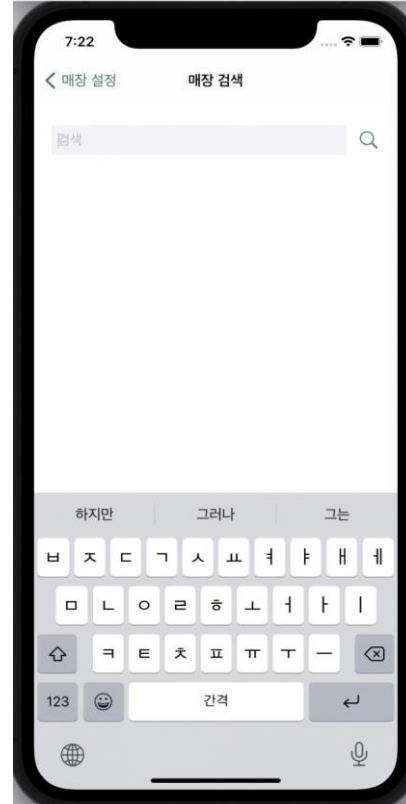 7:22
매장 설정 매장 검색
검색
하지만 그러나 그는
ㅂ ㅈ ㄷ ㄱ ㅅ ㅛ ㅕ ㅑ ㅐ ㅔ
ㅁ ㄴ ㅇ ㄹ ㅎ ㅗ ㅓ ㅏ ㅣ
ㅋ ㅌ ㅊ ㅍ ㅠ ㅜ ㅡ
123 간격